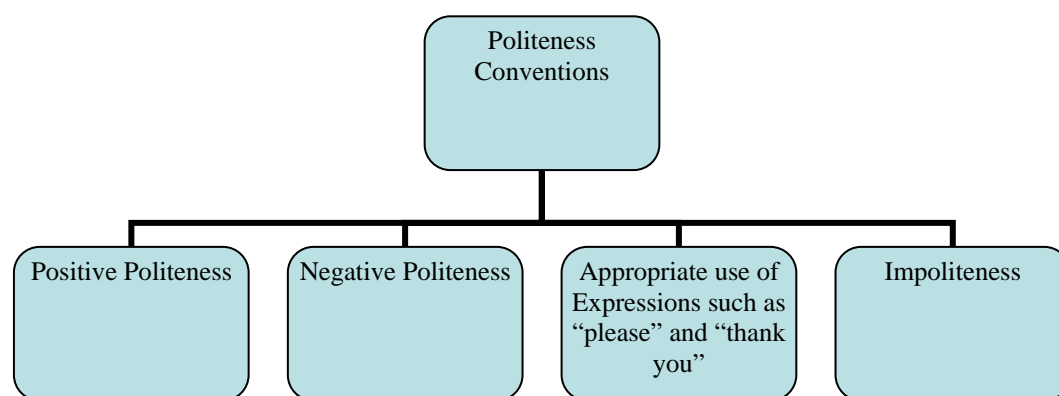 Politeness
Conventions
Positive Politeness
Negative Politeness
Appropriate use of
Expressions such as
“please” and “thank
you”
Impoliteness